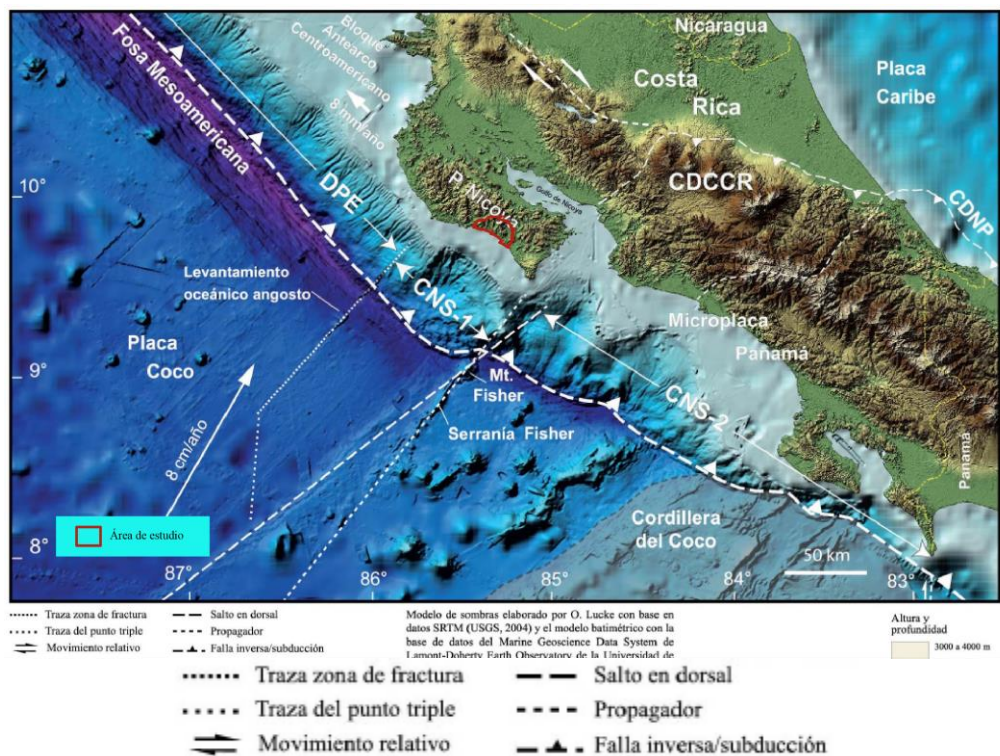 Bloque
Antearco
Centroamericano
8 mm/año
Nicaragua
Costa
Rica
Placa
Caribe
Fosa Mesoamericana
10°
DPE
P. Nicoya
Golfo de Nicoya
CDCCR
CDNP
Levantamiento
oceánico angosto
CNS-1
Microplaca
Panamá
Placa
Coco
9°
Mt.
Fisher
8 cm/año
Serranía Fisher
CNS-2
Panamá
Área de estudio
Cordillera
del Coco
8°
50 km
87°
86°
85°
84°
83°
Traza zona de fractura
Traza del punto triple
Movimiento relativo
Salto en dorsal
Propagador
Falla inversa/subducción
Modelo de sombras elaborado por O. Lucke con base en
datos SRTM (USGS, 2004) y el modelo batimétrico con la
base de datos del Marine Geoscience Data System de
Lamont-Doherty Earth Observatory de la Universidad de
Altura y
profundidad
3000 a 4000 m
Traza zona de fractura
Traza del punto triple
Movimiento relativo
Salto en dorsal
Propagador
Falla inversa/subducción